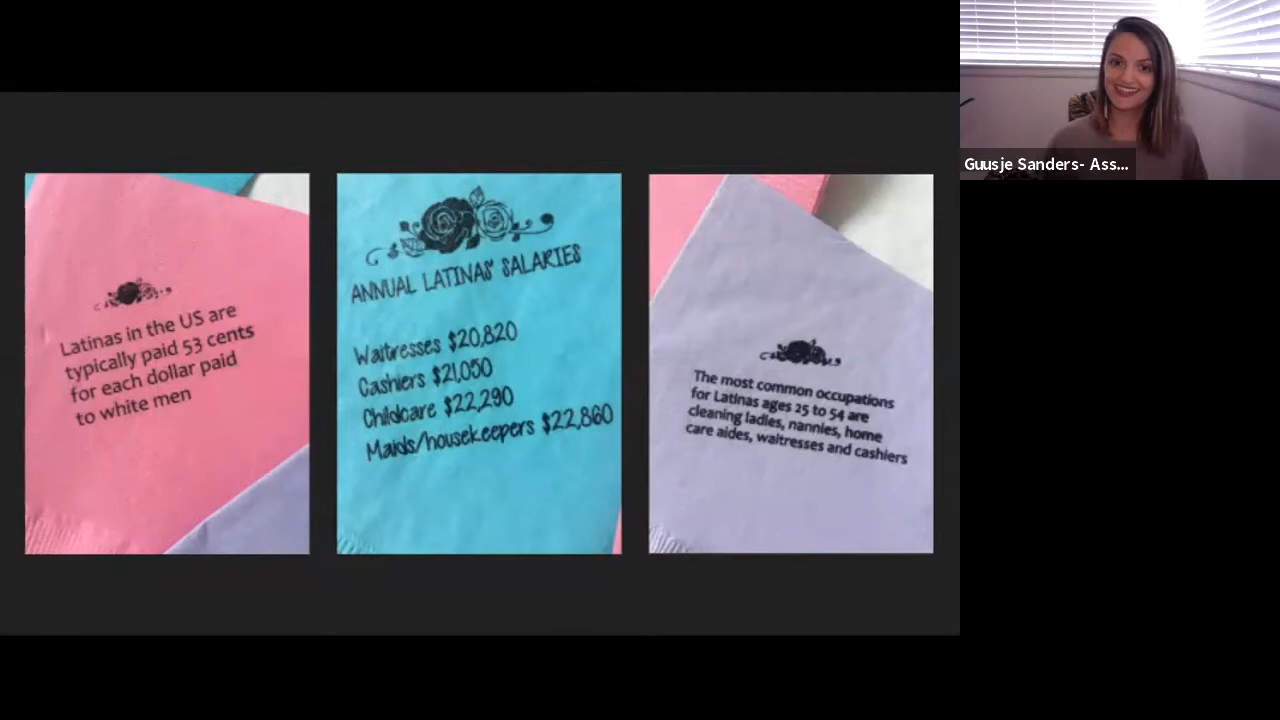 Latinas in the US are
typically paid 53 cents
for each dollar paid
to white men
ANNUAL LATINAS' SALARIES
Waitresses $20,820
Cashiers $21,050
Childcare $22,290
Maids/housekeepers $22,860
The most common occupations
for Latinas ages 25 to 54 are
cleaning ladies, nannies, home
care aides, waitresses and cashiers
Guusje Sanders- Ass...